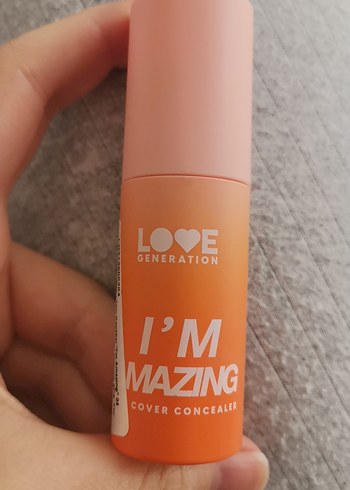 LOVE
GENERATION
I'M
MAZING
COVER CONCEALER